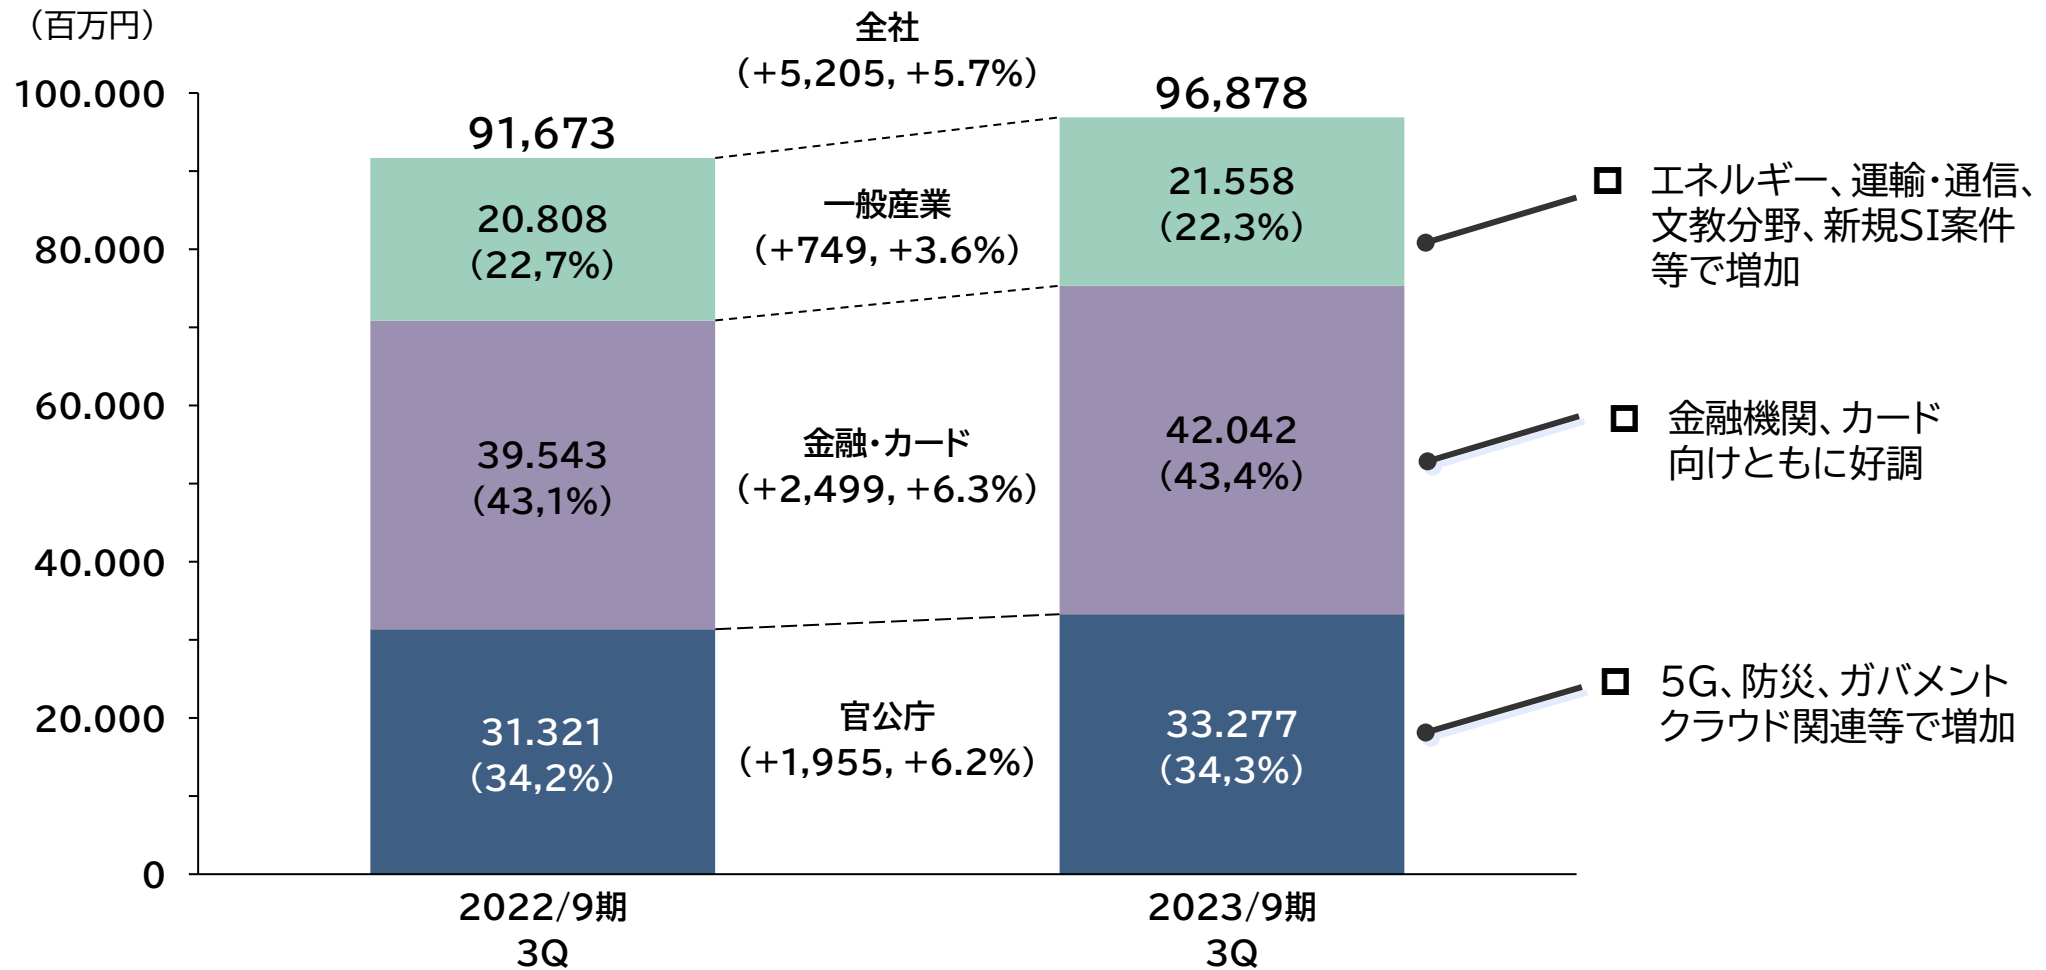 （百万円）
100.000
80.000
60.000
40.000
20.000
0
91,673
20.808
(22,7%)
39.543
(43,1%)
31.321
(34,2%)
2022/9期
3Q
全社
(+5,205, +5.7%)
一般産業
(+749, +3.6%)
金融・カード
(+2,499, +6.3%)
官公庁
(+1,955, +6.2%)
96,878
21.558
(22,3%)
42.042
(43,4%)
33.277
(34,3%)
2023/9期
3Q
エネルギー、運輸・通信、
文教分野、新規SI案件
等で増加
金融機関、カード
向けともに好調
5G、防災、ガバメント
クラウド関連等で増加